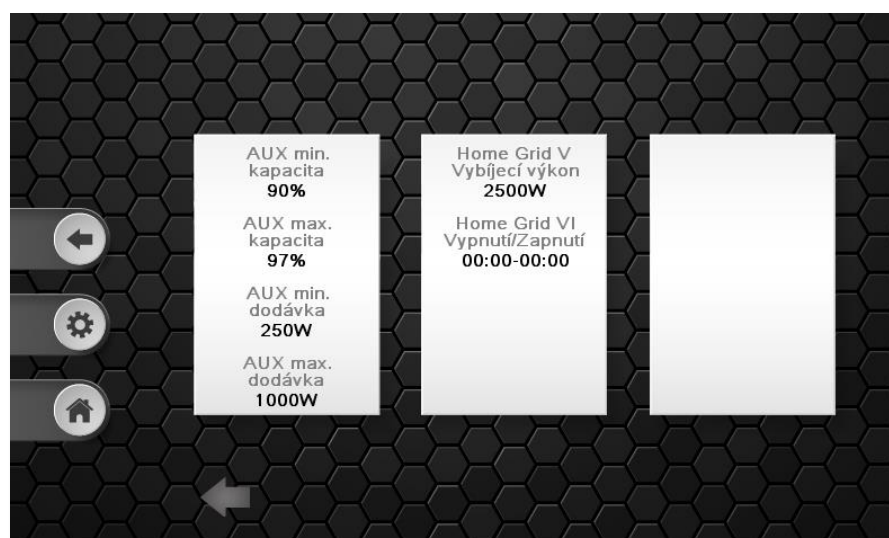 AUX min.
kapacita
90%
AUX max.
kapacita
97%
AUX min.
dodávka
250W
AUX max.
dodávka
1000W
Home Grid V
Vybíjecí výkon
2500W
Home Grid VI
Vypnutí/Zapnutí
00:00-00:00